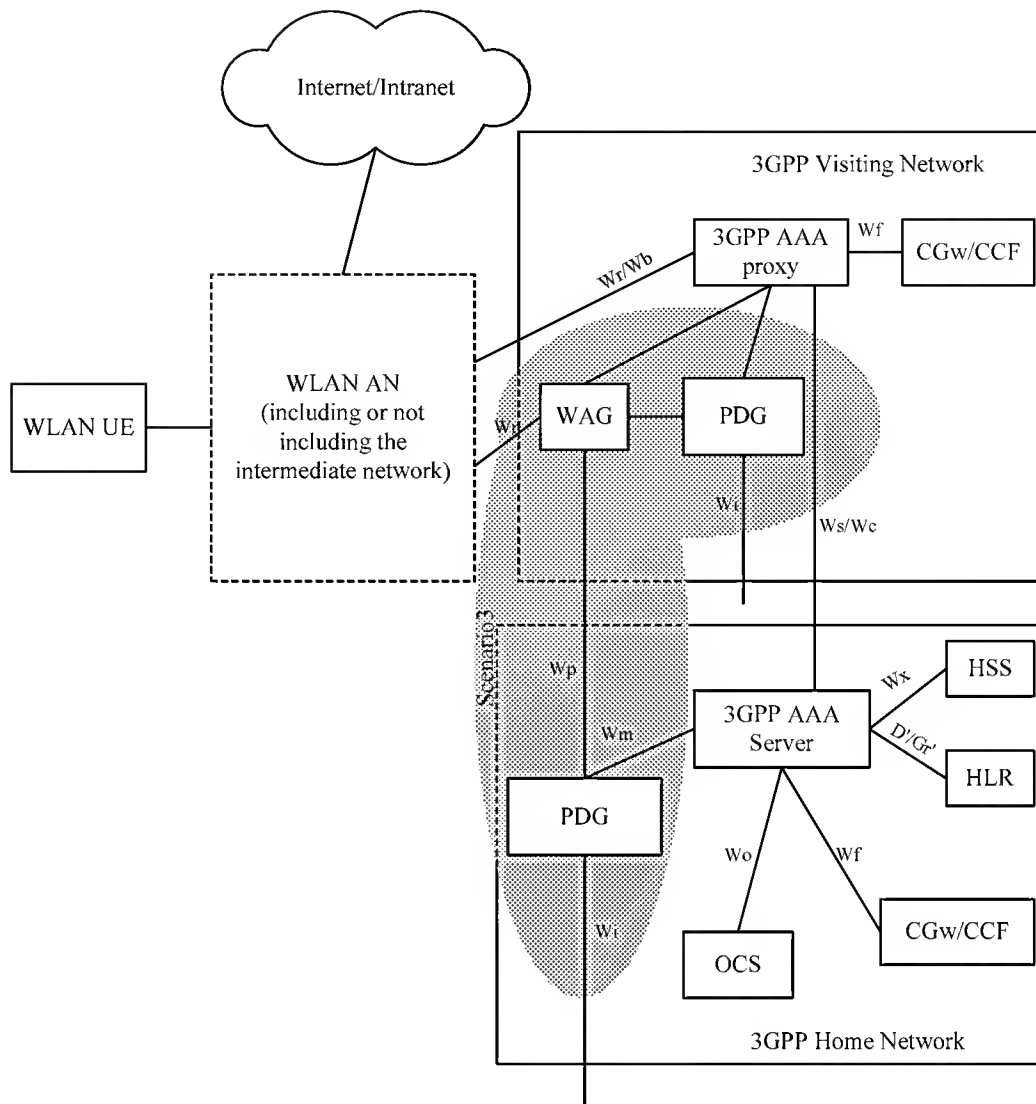 Internet/Intranet
3GPP Visiting Network
3GPP AAA
proxy
Wf
CGw/CCF
Wr/Wb
WLAN UE
WLAN AN
(including or not
including the
intermediate network)
WAG
PDG
Ws/Wc
Scenario3
Wp
Wm
3GPP AAA
Server
Wx
HSS
D'/Gr'
HLR
PDG
Wo
Wf
Wi
OCS
CGw/CCF
3GPP Home Network